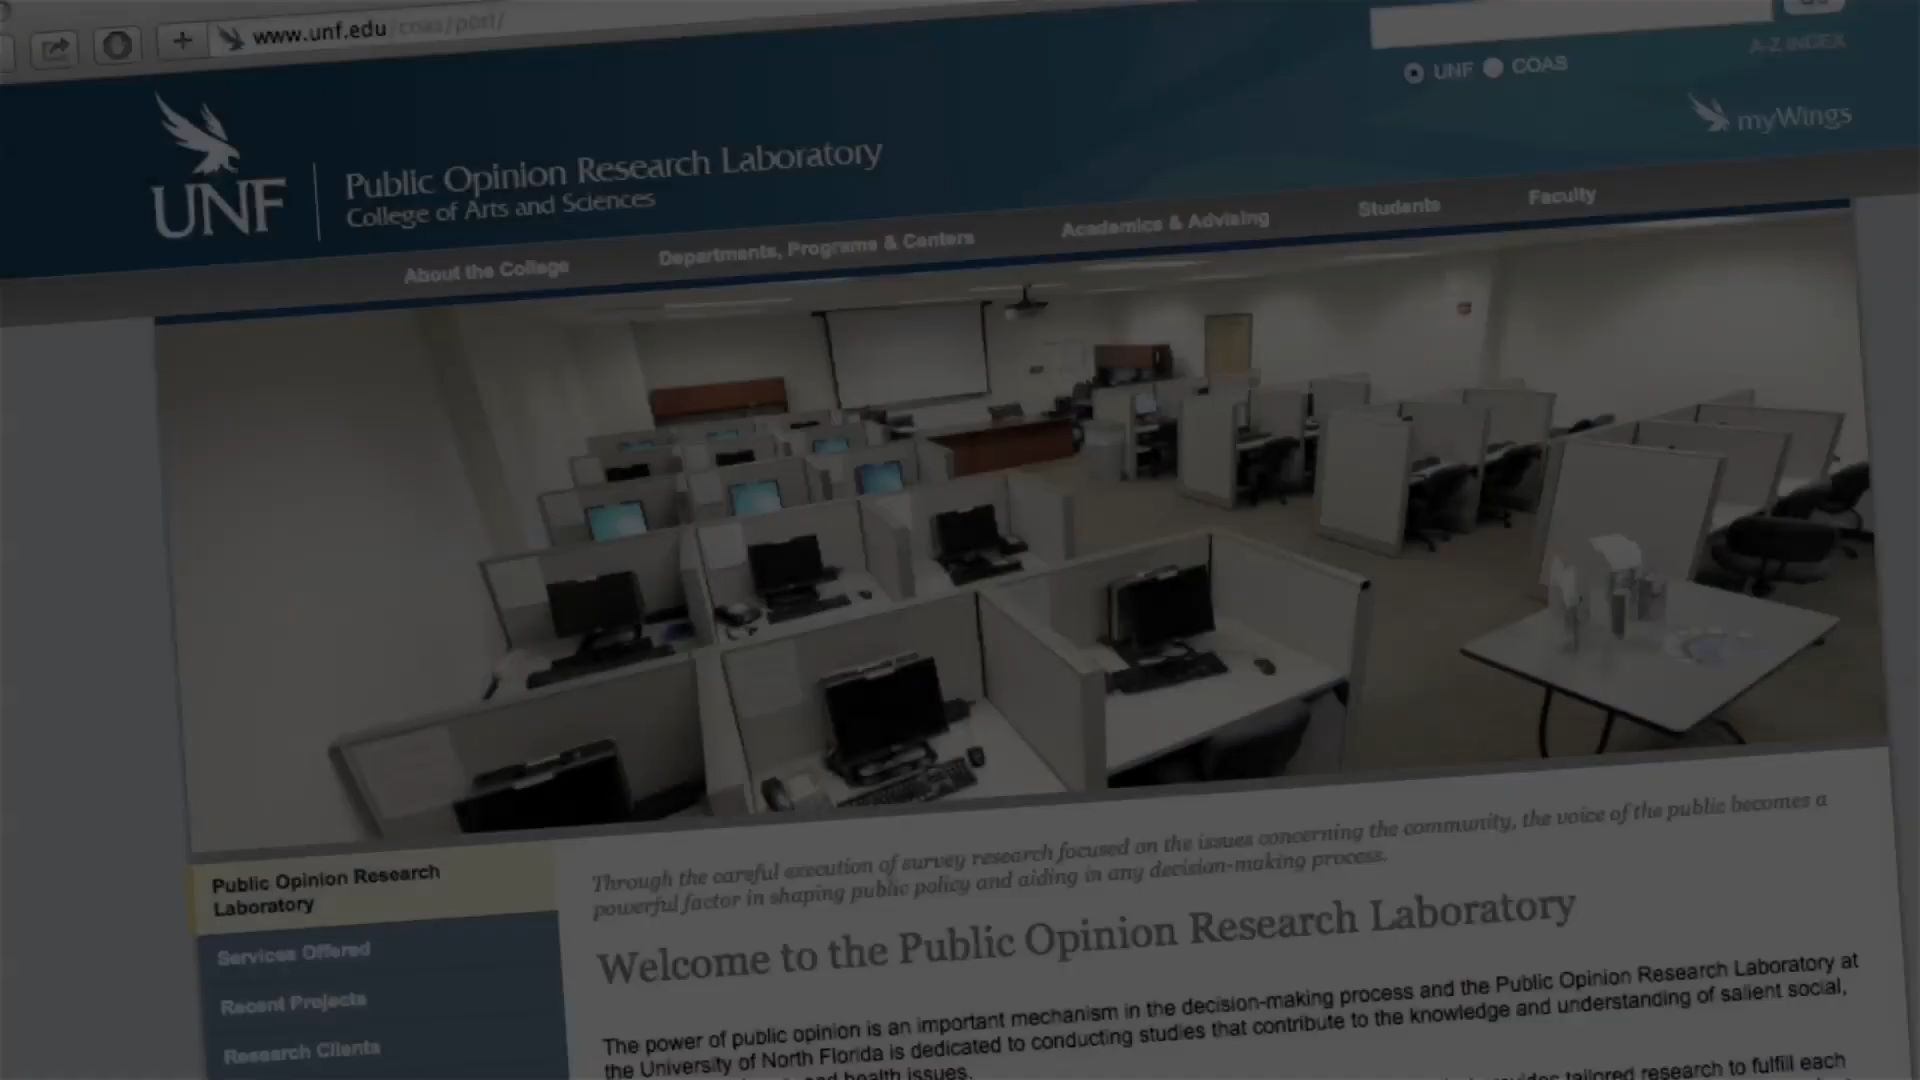 www.unf.edu/coas/porl/
UNF COAS
A-Z INDEX
myWings
UNF
Public Opinion Research Laboratory
College of Arts and Sciences
About the College
Departments, Programs & Centers
Academics & Advising
Students
Faculty
Through the careful execution of survey research focused on the issues concerning the community, the voice of the public becomes a
powerful factor in shaping public policy and aiding in any decision-making process.
Public Opinion Research
Laboratory
Services Offered
Recent Projects
Research Clients
Welcome to the Public Opinion Research Laboratory
The power of public opinion is an important mechanism in the decision-making process and the Public Opinion Research Laboratory at
the University of North Florida is dedicated to conducting studies that contribute to the knowledge and understanding of salient social,
and health issues.
tailored research to fulfill each